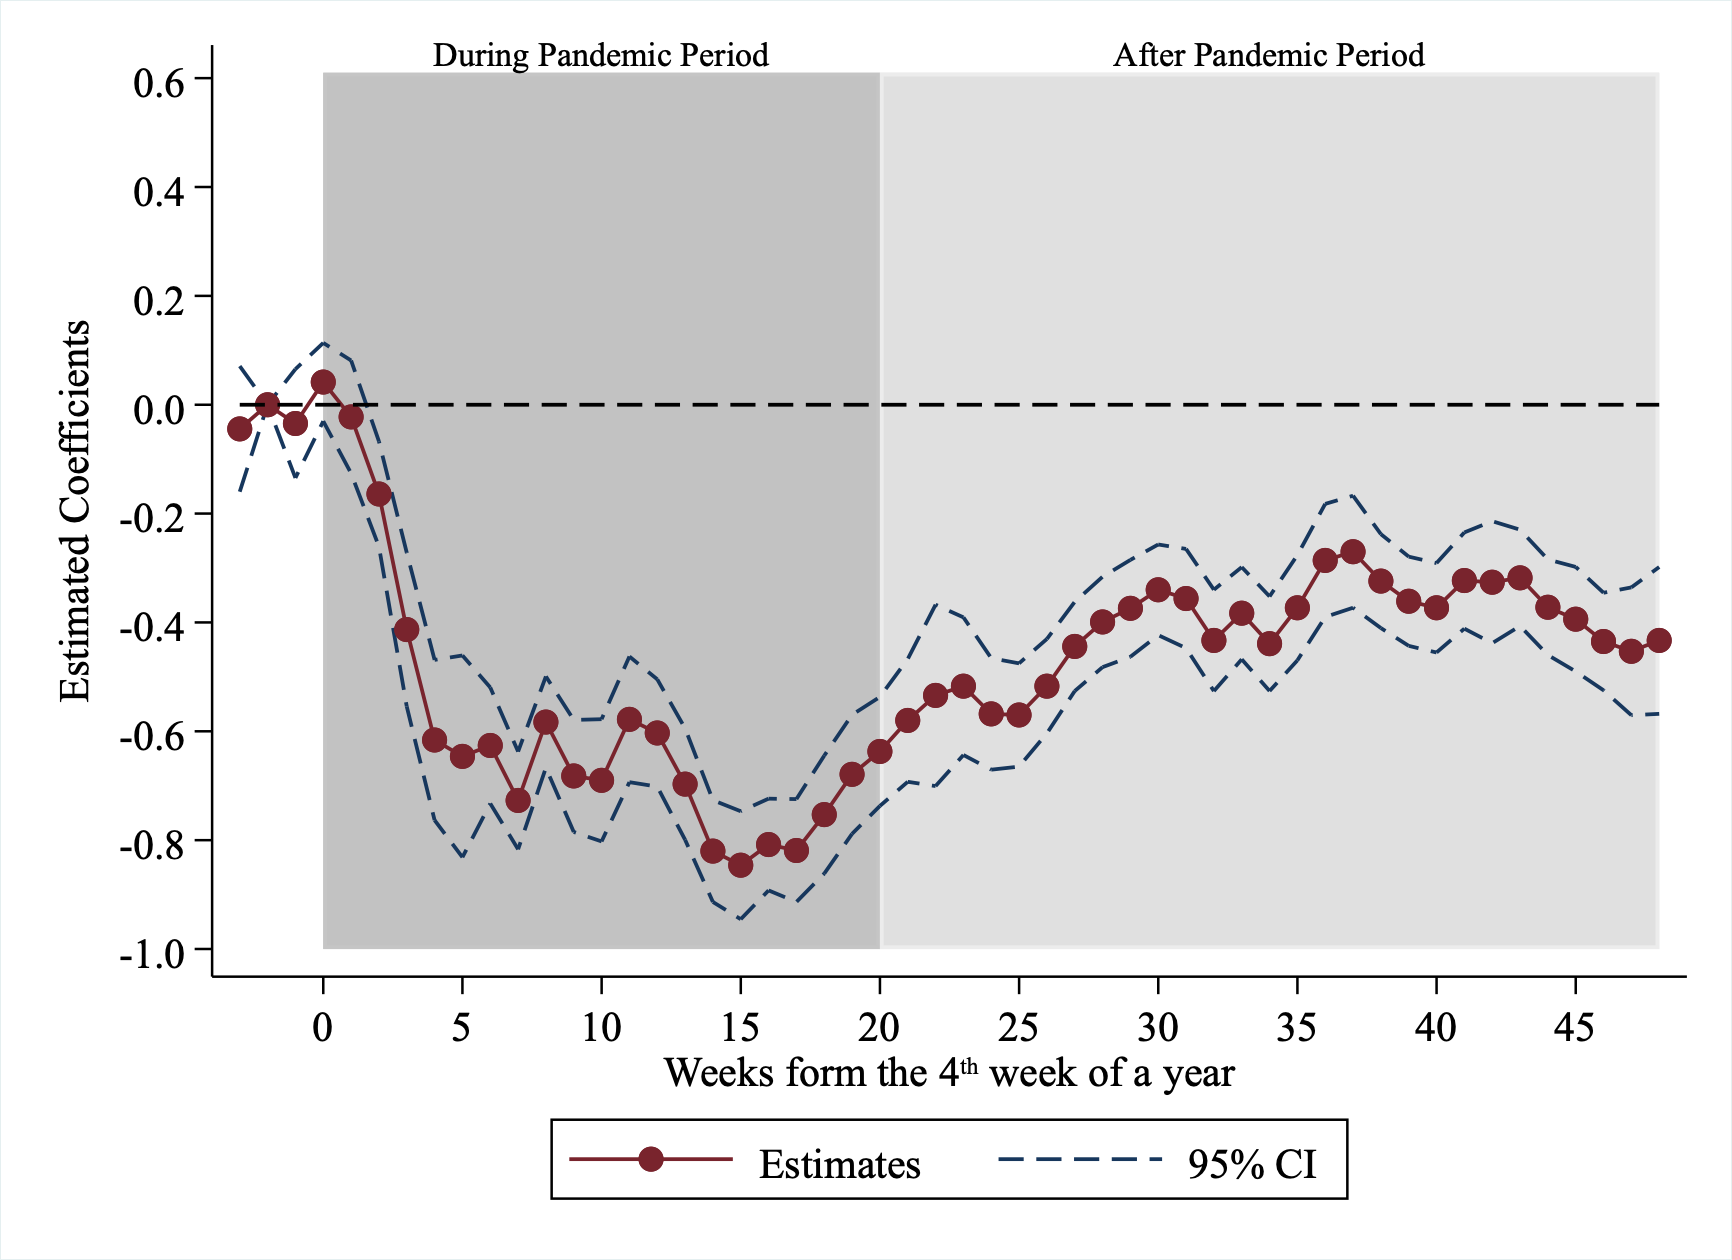 During Pandemic Period After Pandemic Period
0.6
0.4
0.2
0.0
-0.2
-0.4
-0.6
-0.8
-1.0
Estimated Coefficients
0 5 10 15 20 25 30 35 40 45
Weeks form the 4th week of a year
Estimates 95% CI